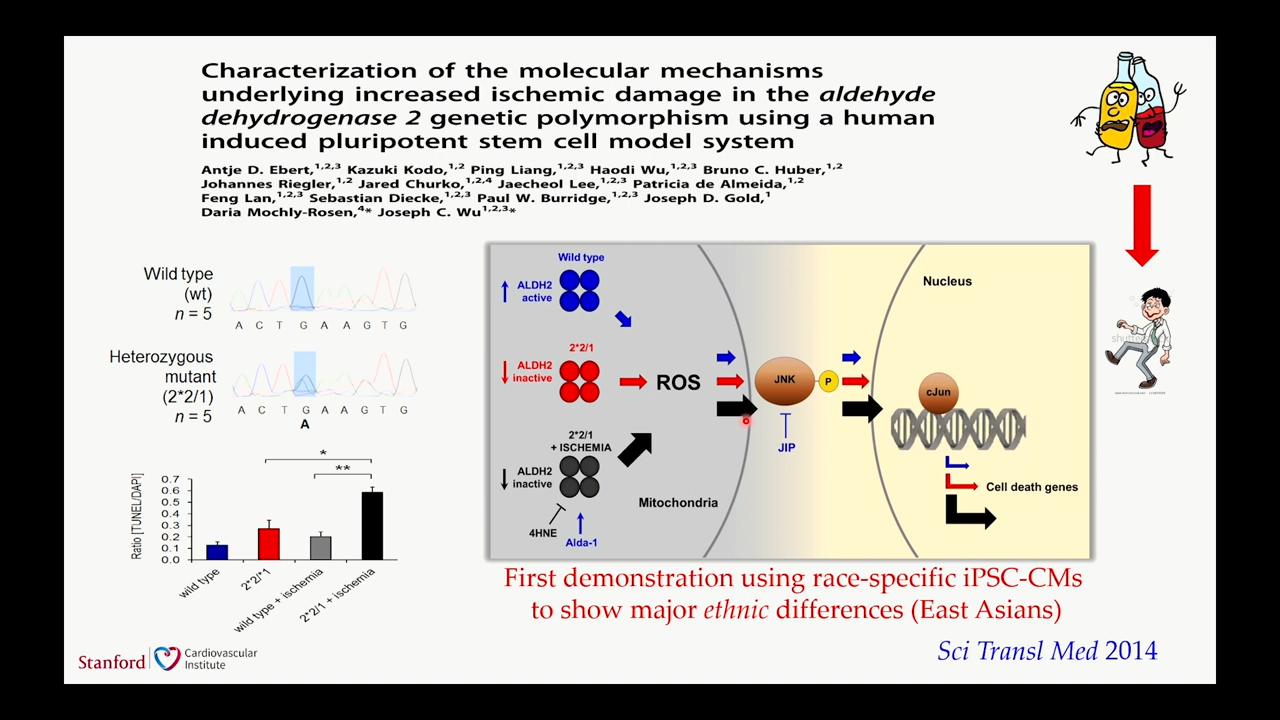 Characterization of the molecular mechanisms
underlying increased ischemic damage in the aldehyde
dehydrogenase 2 genetic polymorphism using a human
induced pluripotent stem cell model system
Antje D. Ebert,1,2,3 Kazuki Kodo,1,2 Ping Liang,1,2,3 Haodi Wu,1,2,3 Bruno C. Huber,1,2
Johannes Riegler,1,2 Jared Churko,1,2,4 Jaecheol Lee,1,2,3 Patricia de Almeida,1,2
Feng Lan,1,2,3 Sebastian Diecke,1,2,3 Paul W. Burridge,1,2,3 Joseph D. Gold,1
Daria Mochly-Rosen,4* Joseph C. Wu1,2,3*
Wild type
(wt)
n = 5
A C T G A A G T G
Heterozygous
mutant
(2*2/1)
n = 5
A C T G A A G T G
A
*
**
Ratio [TUNEL/DAPI]
0.7
0.6
0.5
0.4
0.3
0.2
0.1
0.0
wild type
2*2/*1
wild type + ischemia
2*2/1 + ischemia
Wild type
ALDH2
active
2*2/1
ALDH2
inactive
2*2/1
+ ISCHEMIA
ALDH2
inactive
4HNE
Alda-1
ROS
Mitochondria
JNK
P
JIP
Nucleus
cJun
Cell death genes
First demonstration using race-specific iPSC-CMs
to show major ethnic differences (East Asians)
Sci Transl Med 2014
Stanford
Cardiovascular
Institute